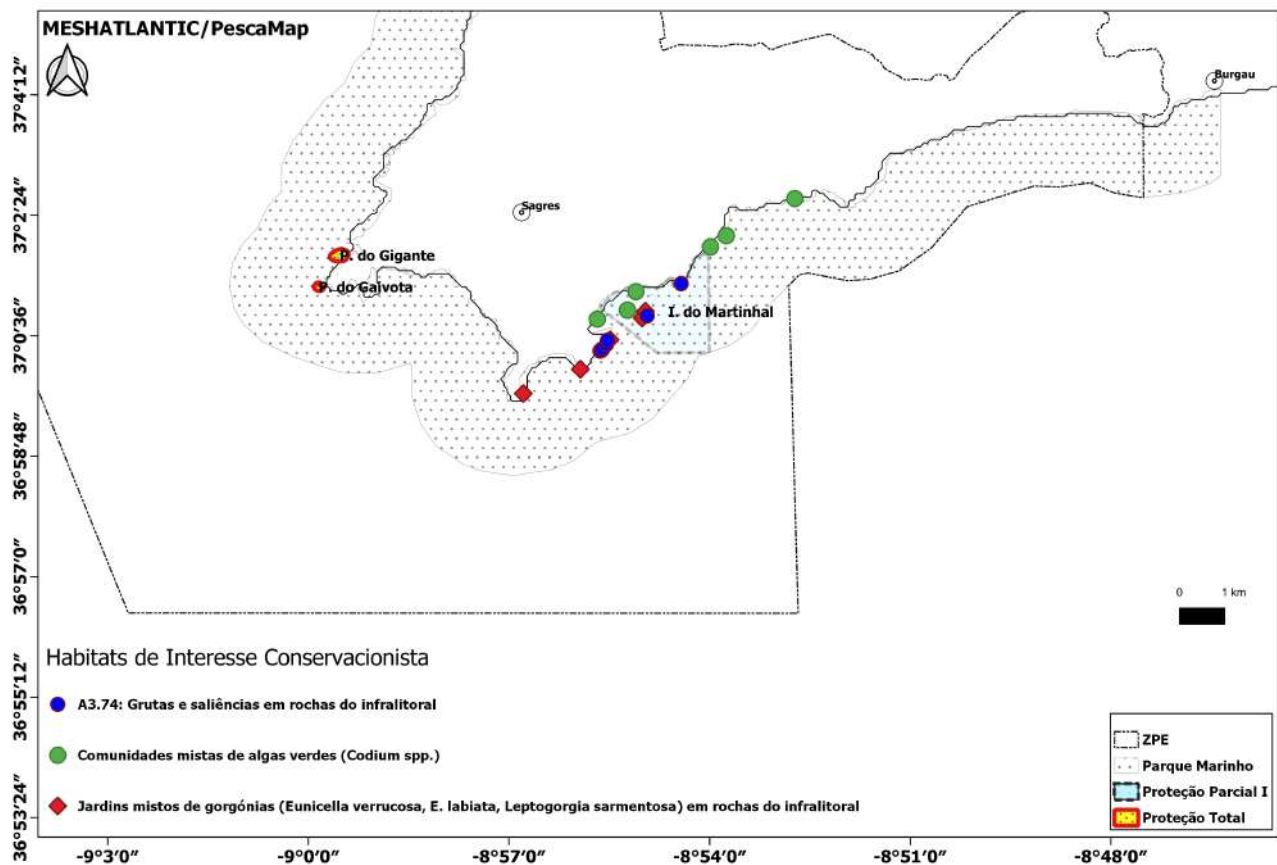 MESHATLANTIC/PescaMap
Burgau
Sagres
P. do Gigante
P. do Gaivota
I. do Martinhal
0 1 km
Habitats de Interesse Conservacionista
A3.74: Grutas e saliências em rochas do infralitoral
Comunidades mistas de algas verdes (Codium spp.)
Jardins mistos de gorgónias (Eunicella verrucosa, E. labiata, Leptogorgia sarmentosa) em rochas do infralitoral
ZPE
Parque Marinho
Proteção Parcial I
Proteção Total
37°4′12″
37°2′24″
37°0′36″
36°58′48″
36°57′0″
36°55′12″
36°53′24″
-9°3′0″ -9°0′0″ -8°57′0″ -8°54′0″ -8°51′0″ -8°48′0″